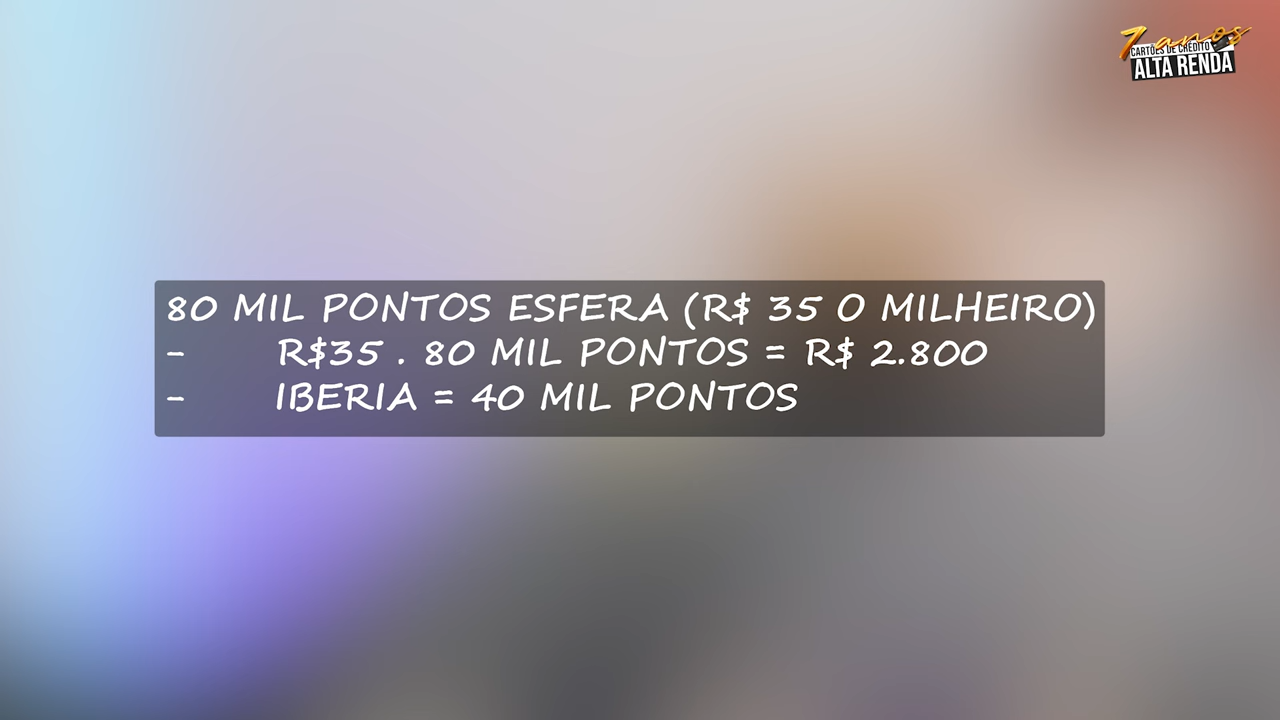 7 anos
CARTÕES DE CRÉDITO
ALTA RENDA
80 MIL PONTOS ESFERA (R$ 35 O MILHEIRO)
- R$35 . 80 MIL PONTOS = R$ 2.800
- IBERIA = 40 MIL PONTOS